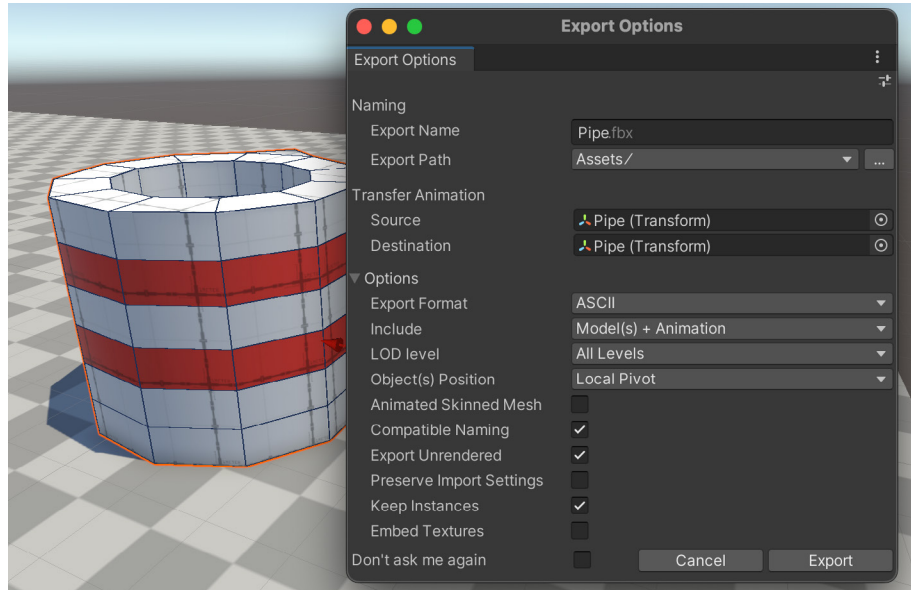 Export Options
Export Options
Naming
Export Name Pipe.fbx
Export Path Assets/ ...
Transfer Animation
Source Pipe (Transform)
Destination Pipe (Transform)
Options
Export Format ASCII
Include Model(s) + Animation
LOD level All Levels
Object(s) Position Local Pivot
Animated Skinned Mesh
Compatible Naming
Export Unrendered
Preserve Import Settings
Keep Instances
Embed Textures
Don't ask me again Cancel Export